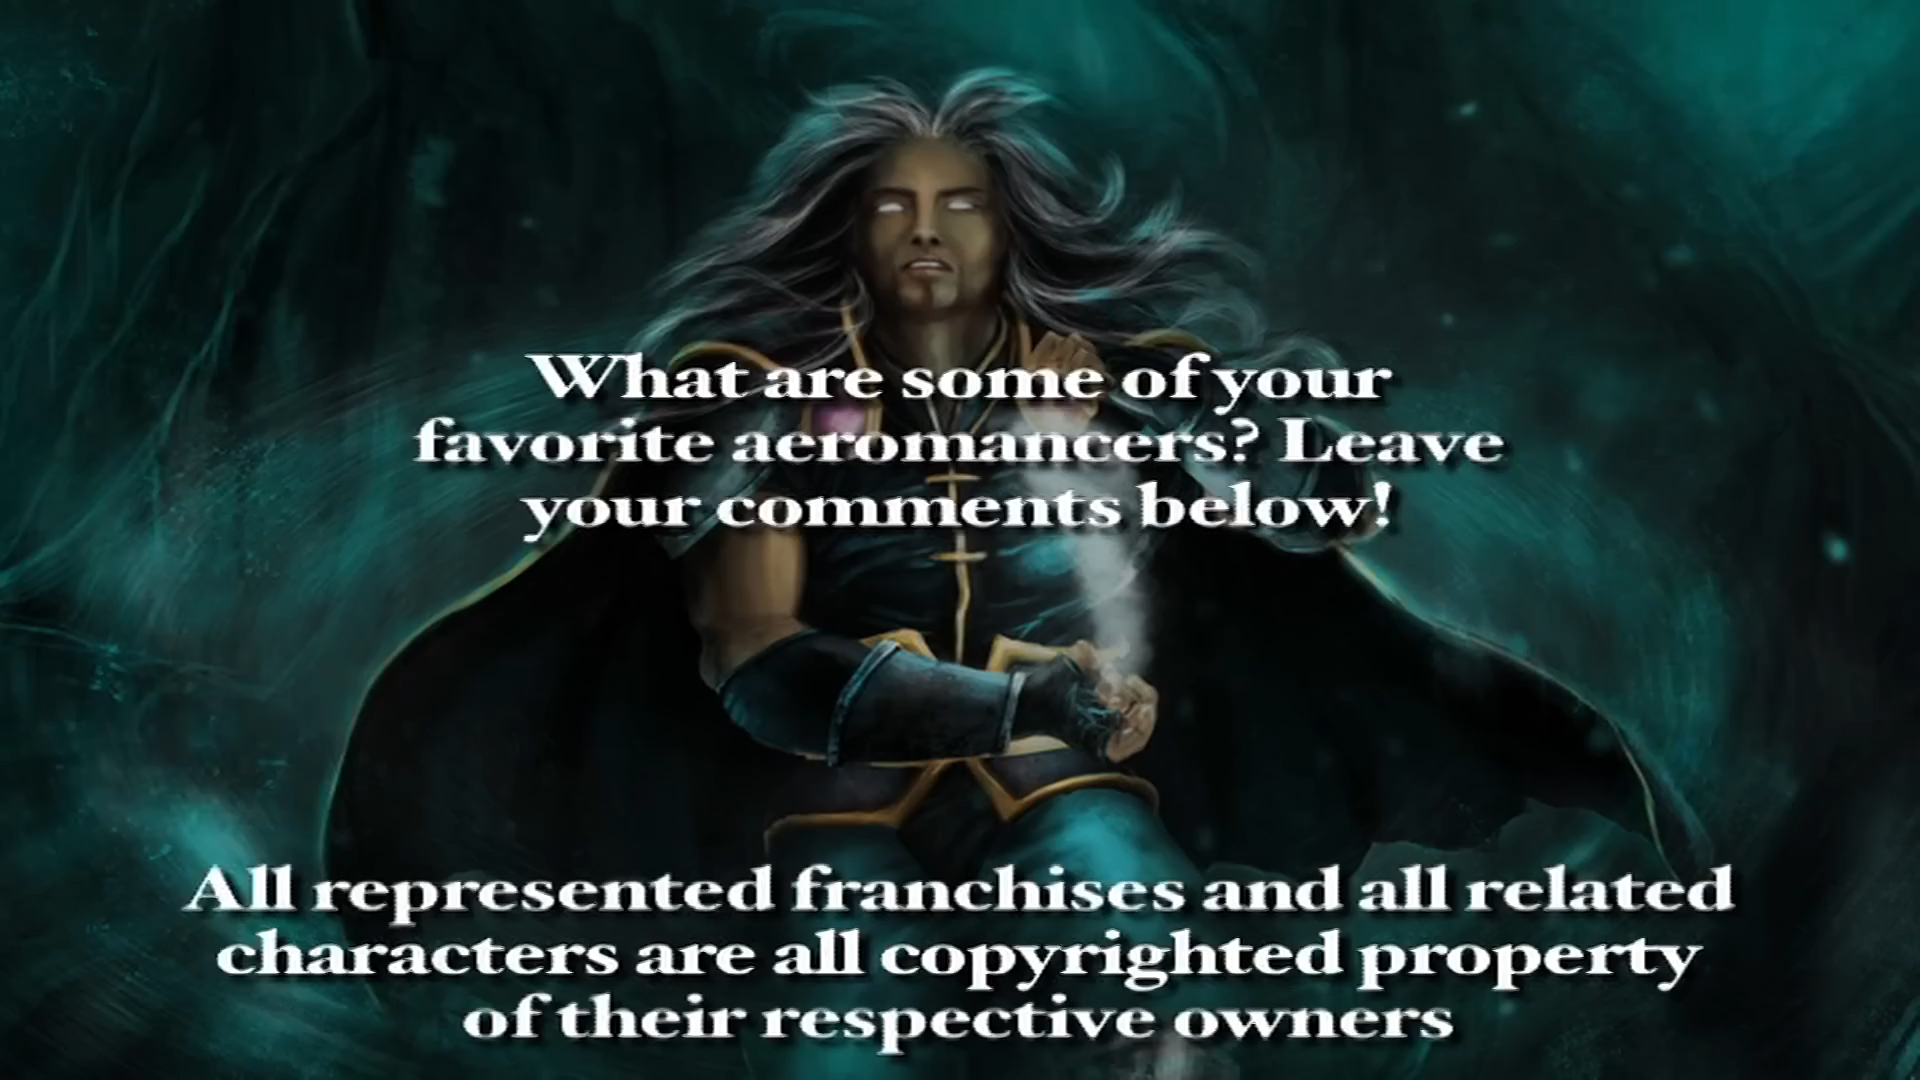 What are some of your
favorite aeromancers? Leave
your comments below!
All represented franchises and all related
characters are all copyrighted property
of their respective owners